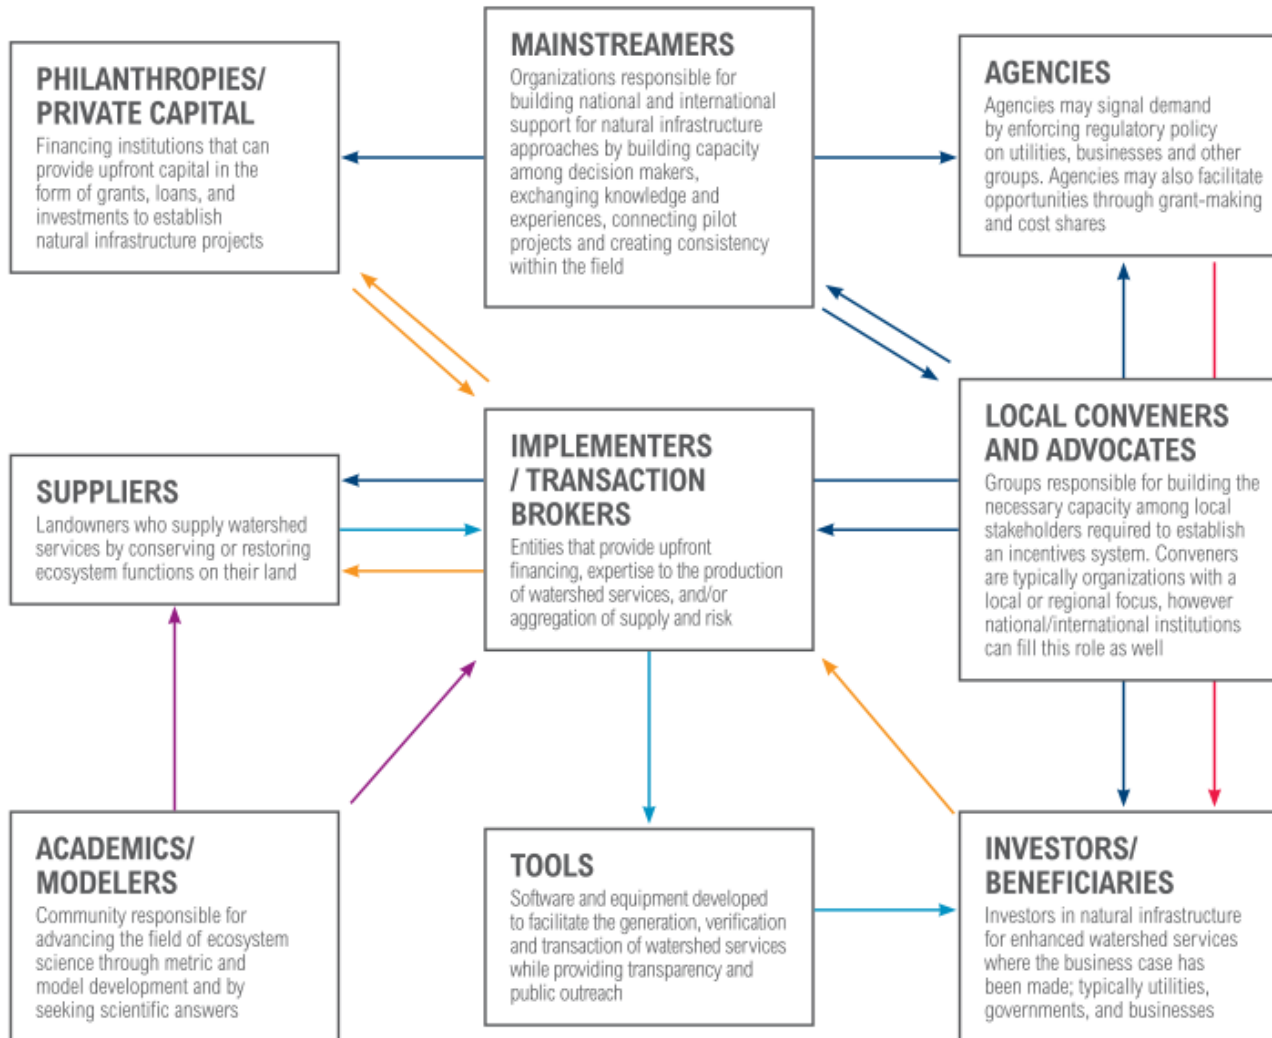 PHILANTHROPIES/
PRIVATE CAPITAL
Financing institutions that can
provide upfront capital in the
form of grants, loans, and
investments to establish
natural infrastructure projects
MAINSTREAMERS
Organizations responsible for
building national and international
support for natural infrastructure
approaches by building capacity
among decision makers,
exchanging knowledge and
experiences, connecting pilot
projects and creating consistency
within the field
AGENCIES
Agencies may signal demand
by enforcing regulatory policy
on utilities, businesses and other
groups. Agencies may also facilitate
opportunities through grant-making
and cost shares
SUPPLIERS
Landowners who supply watershed
services by conserving or restoring
ecosystem functions on their land
IMPLEMENTERS
/ TRANSACTION
BROKERS
Entities that provide upfront
financing, expertise to the production
of watershed services, and/or
aggregation of supply and risk
LOCAL CONVENERS
AND ADVOCATES
Groups responsible for building the
necessary capacity among local
stakeholders required to establish
an incentives system. Conveners
are typically organizations with a
local or regional focus, however
national/international institutions
can fill this role as well
ACADEMICS/
MODELERS
Community responsible for
advancing the field of ecosystem
science through metric and
model development and by
seeking scientific answers
TOOLS
Software and equipment developed
to facilitate the generation, verification
and transaction of watershed services
while providing transparency and
public outreach
INVESTORS/
BENEFICIARIES
Investors in natural infrastructure
for enhanced watershed services
where the business case has
been made; typically utilities,
governments, and businesses